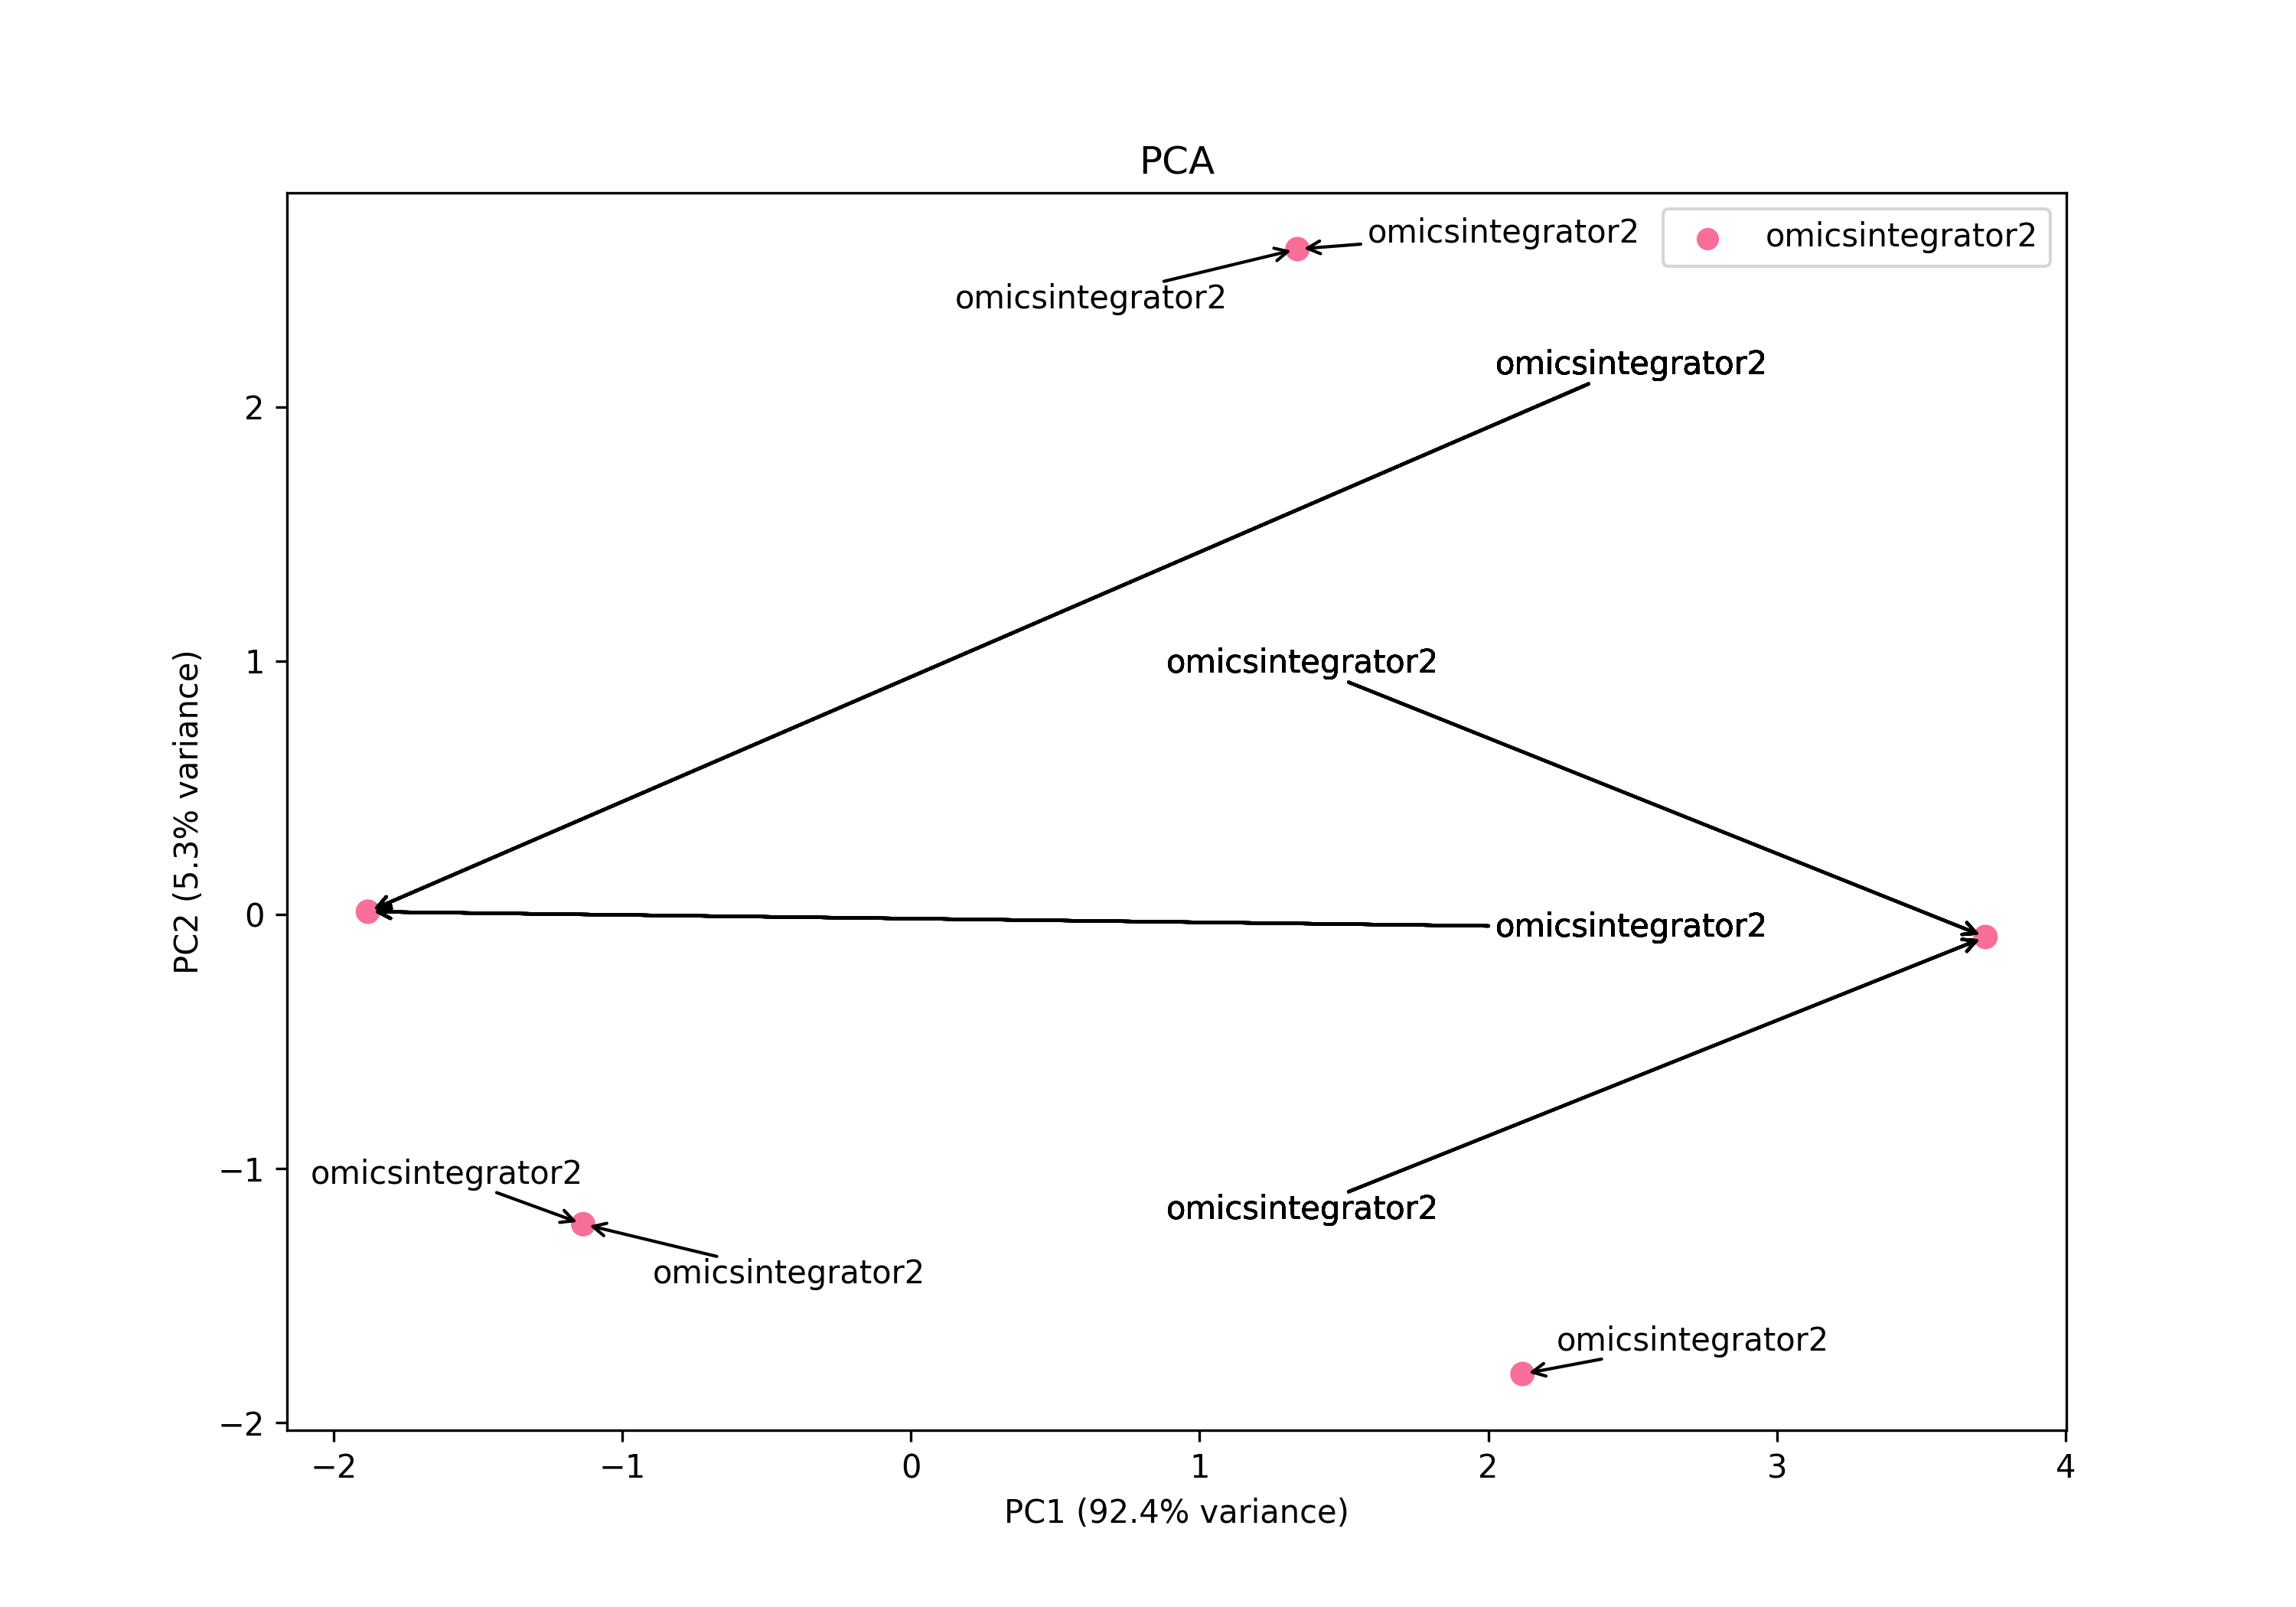 PCA
omicsintegrator2
omicsintegrator2
omicsintegrator2
omicsintegrator2
2
omicsintegrator2
1
PC2 (5.3% variance)
omicsintegrator2
0
omicsintegrator2
−1
omicsintegrator2
omicsintegrator2
omicsintegrator2
−2
−2
−1
0
1
2
3
4
PC1 (92.4% variance)